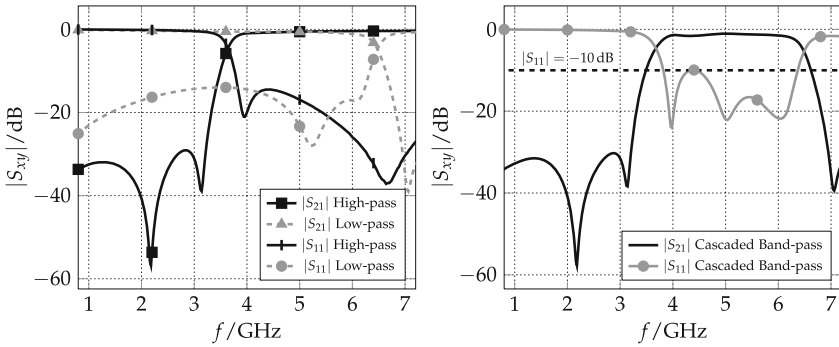 0
−20
−40
−60
|Sxy|/dB
1 2 3 4 5 6 7
f/GHz
|S21| High-pass
|S21| Low-pass
|S11| High-pass
|S11| Low-pass
0
−20
−40
−60
|Sxy|/dB
|S11| = −10 dB
|S21| Cascaded Band-pass
|S11| Cascaded Band-pass
1 2 3 4 5 6 7
f/GHz